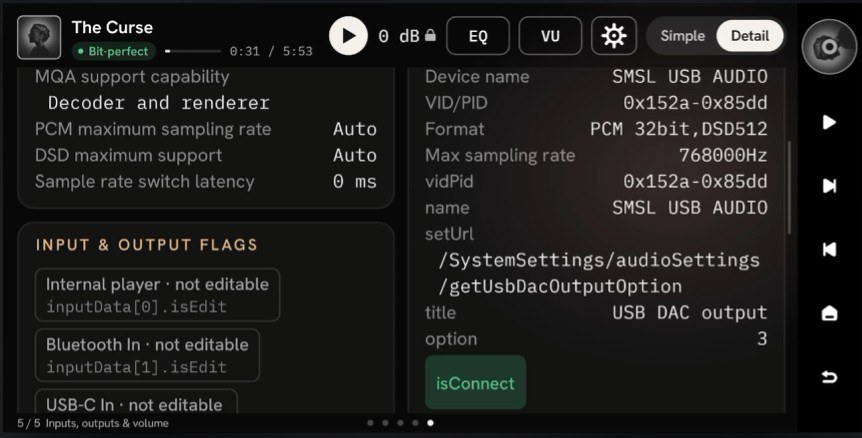 The Curse
Bit-perfect
0:31 / 5:53
0 dB
EQ
VU
Simple
Detail
MQA support capability
Decoder and renderer
PCM maximum sampling rate Auto
DSD maximum support Auto
Sample rate switch latency 0 ms
INPUT & OUTPUT FLAGS
Internal player · not editable
inputData[0].isEdit
Bluetooth In · not editable
inputData[1].isEdit
USB-C In · not editable
Device name SMSL USB AUDIO
VID/PID 0x152a-0x85dd
Format PCM 32bit,DSD512
Max sampling rate 768000Hz
vidPid 0x152a-0x85dd
name SMSL USB AUDIO
setUrl
/SystemSettings/audioSettings
/getUsbDacOutputOption
title USB DAC output
option 3
isConnect
5/5 Inputs, outputs & volume